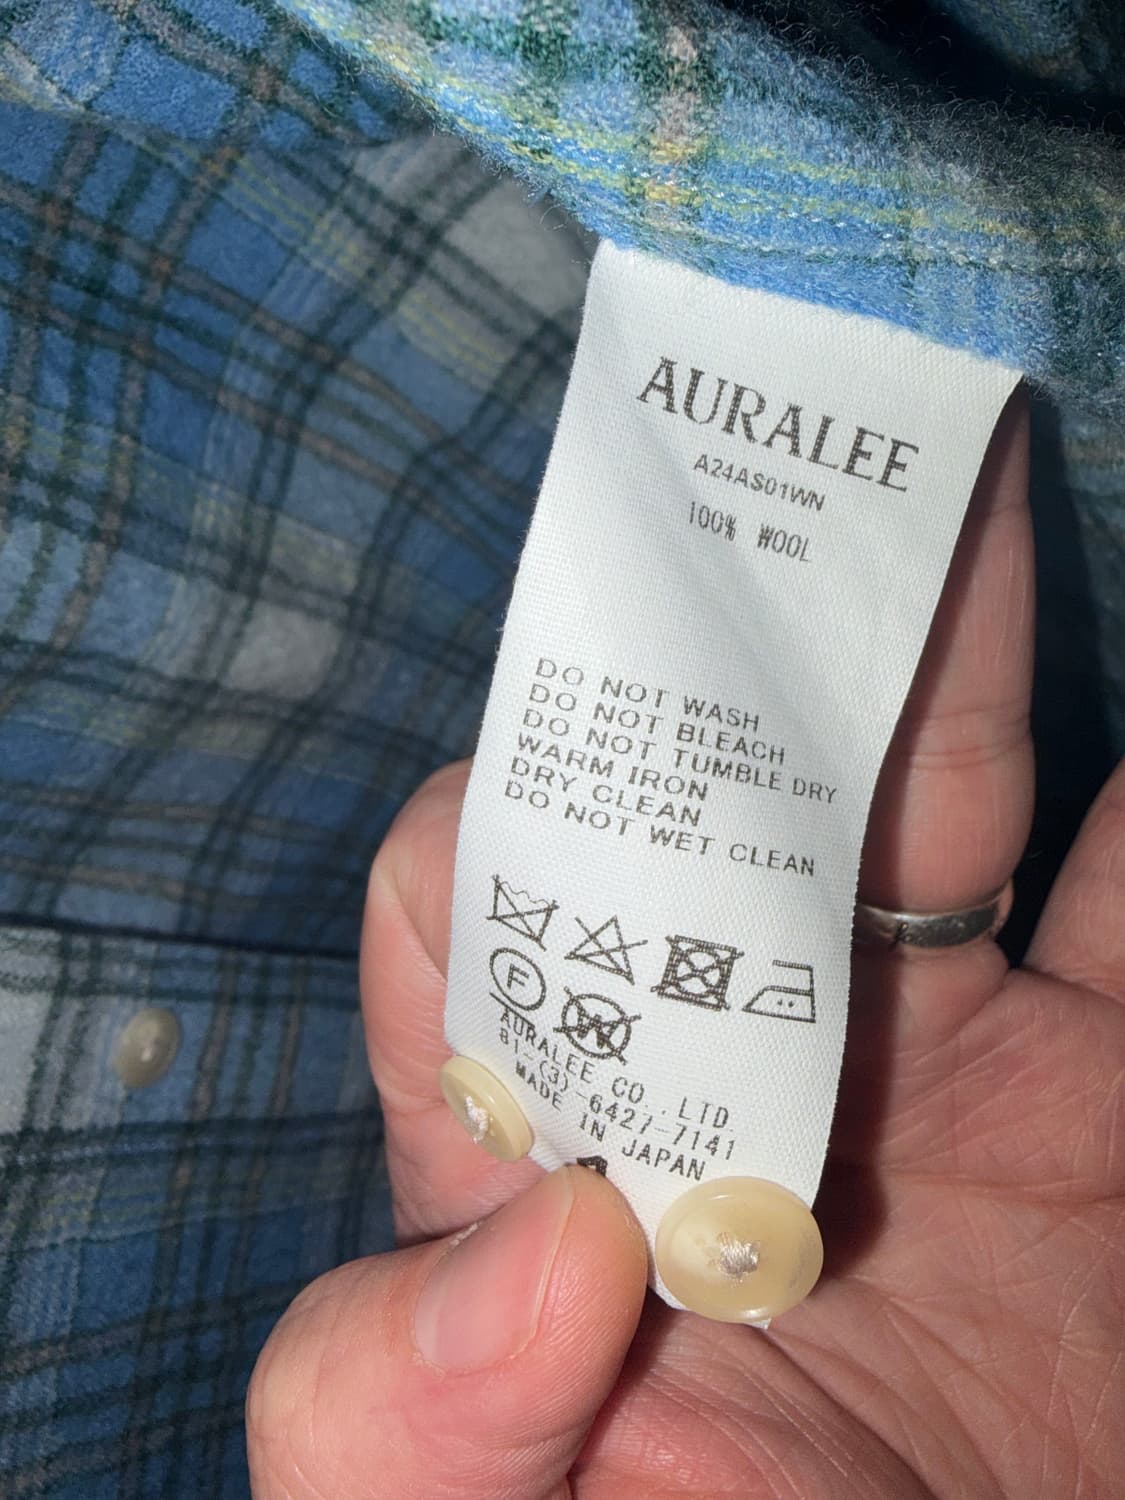 AURALEE
A24AS01WN
100% WOOL
DO NOT WASH
DO NOT BLEACH
DO NOT TUMBLE DRY
WARM IRON
DRY CLEAN
DO NOT WET CLEAN
F
W
AURALEE CO., LTD.
81-(3)-6427-7141
MADE IN JAPAN